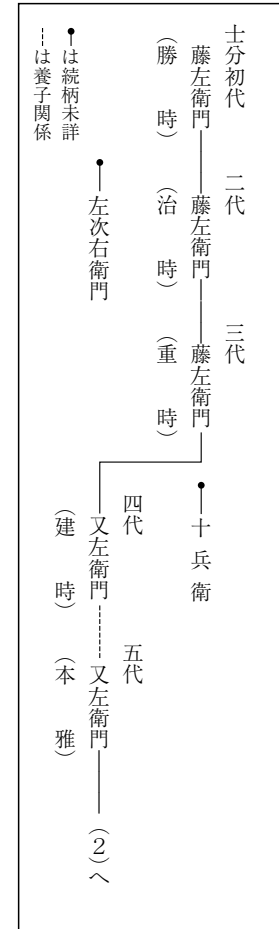 士分初代
藤左衛門
（勝時）
二代
藤左衛門
（治時）
三代
藤左衛門
（重時）
十兵衛
左次右衛門
四代
又左衛門
（建時）
五代
又左衛門
（本雅）
（2）へ
は続柄未詳
は養子関係